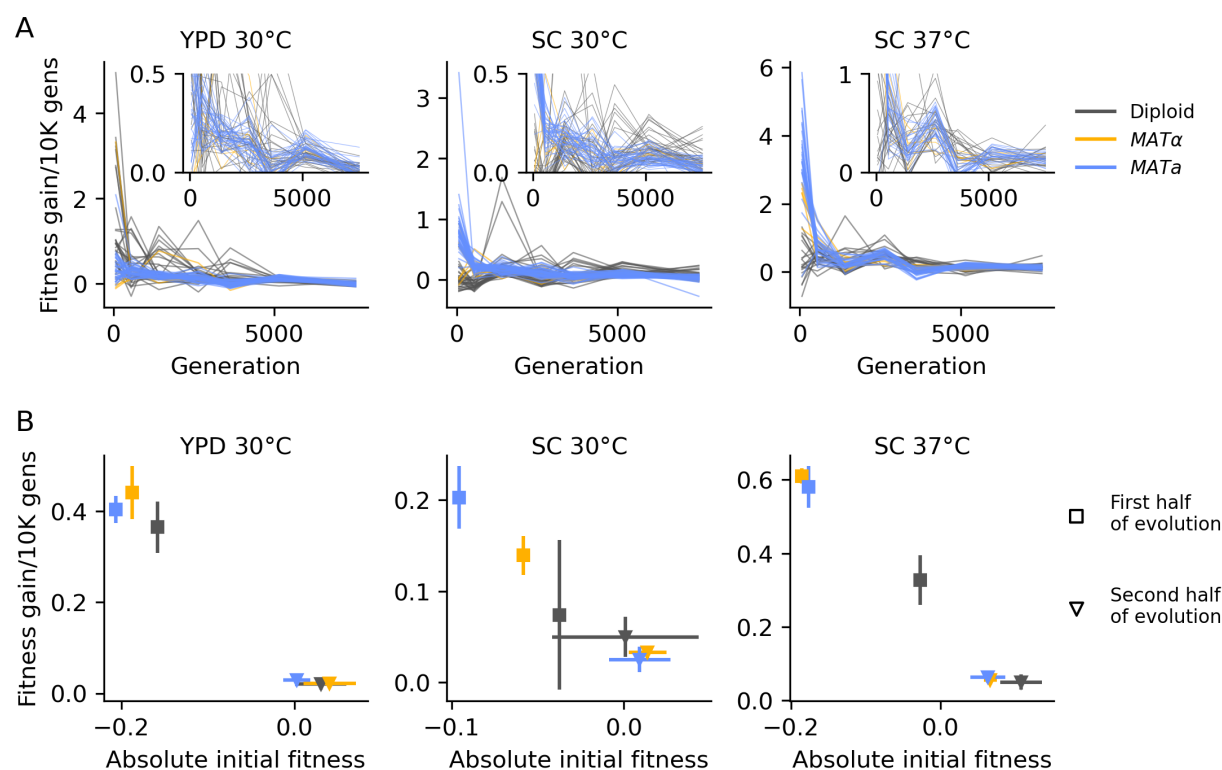 A
YPD 30°C
SC 30°C
SC 37°C
Fitness gain/10K gens
4
2
0
0.5
0.0
0
5000
0
5000
Generation
3
2
1
0
0.5
0.0
0
5000
0
5000
Generation
6
4
2
0
1
0
0
5000
0
5000
Generation
Diploid
MATα
MATa
B
YPD 30°C
SC 30°C
SC 37°C
Fitness gain/10K gens
0.4
0.2
0.0
−0.2
0.0
Absolute initial fitness
0.2
0.1
0.0
−0.1
0.0
Absolute initial fitness
0.6
0.4
0.2
0.0
−0.2
0.0
Absolute initial fitness
First half
of evolution
Second half
of evolution